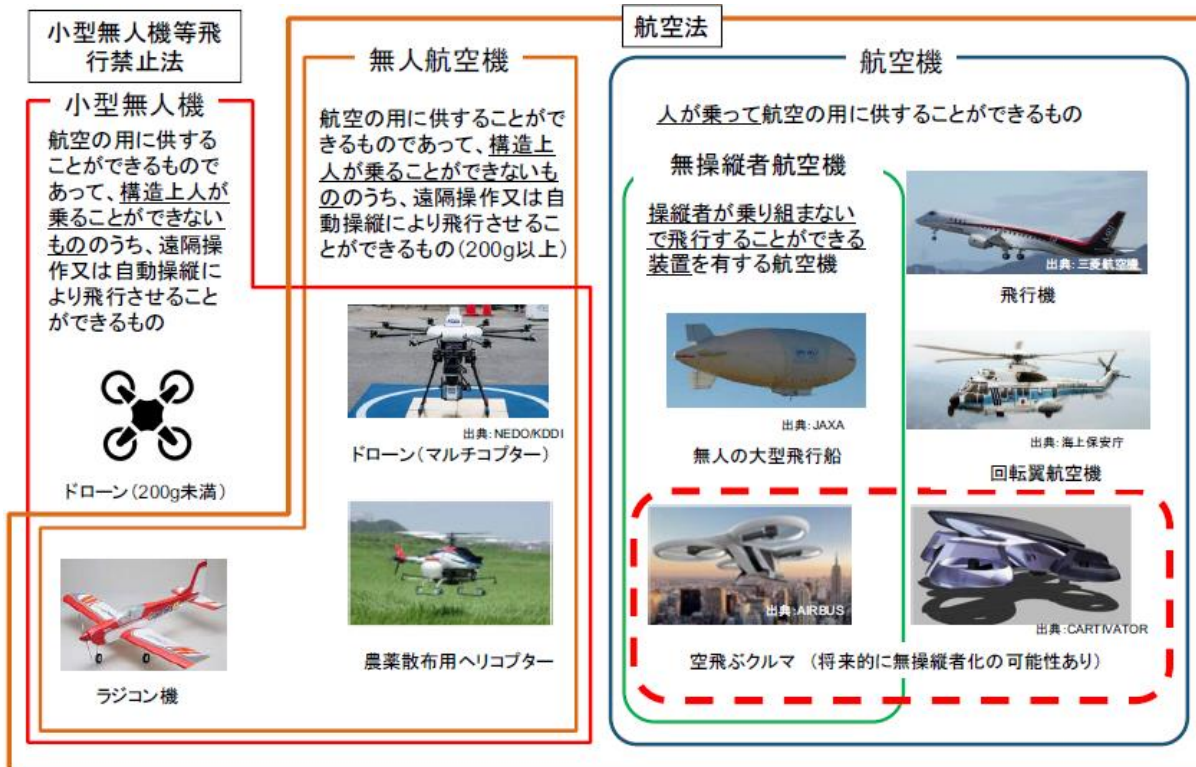 小型無人機等飛
行禁止法
小型無人機
航空の用に供する
ことができるもので
あって、構造上人が
乗ることができない
もののうち、遠隔操
作又は自動操縦に
より飛行させること
ができるもの
ドローン(200g未満)
ラジコン機
航空法
無人航空機
航空の用に供することがで
きるものであって、構造上
人が乗ることができないも
ののうち、遠隔操作又は自
動操縦により飛行させるこ
とができるもの(200g以上)
出典:NEDO/KDDI
ドローン(マルチコプター)
農薬散布用ヘリコプター
航空機
人が乗って航空の用に供することができるもの
無操縦者航空機
操縦者が乗り組まない
で飛行することができる
装置を有する航空機
出典:JAXA
無人の大型飛行船
出典:三菱航空機
飛行機
出典:海上保安庁
回転翼航空機
出典:AIRBUS
出典:CARTIVATOR
空飛ぶクルマ (将来的に無操縦者化の可能性あり)